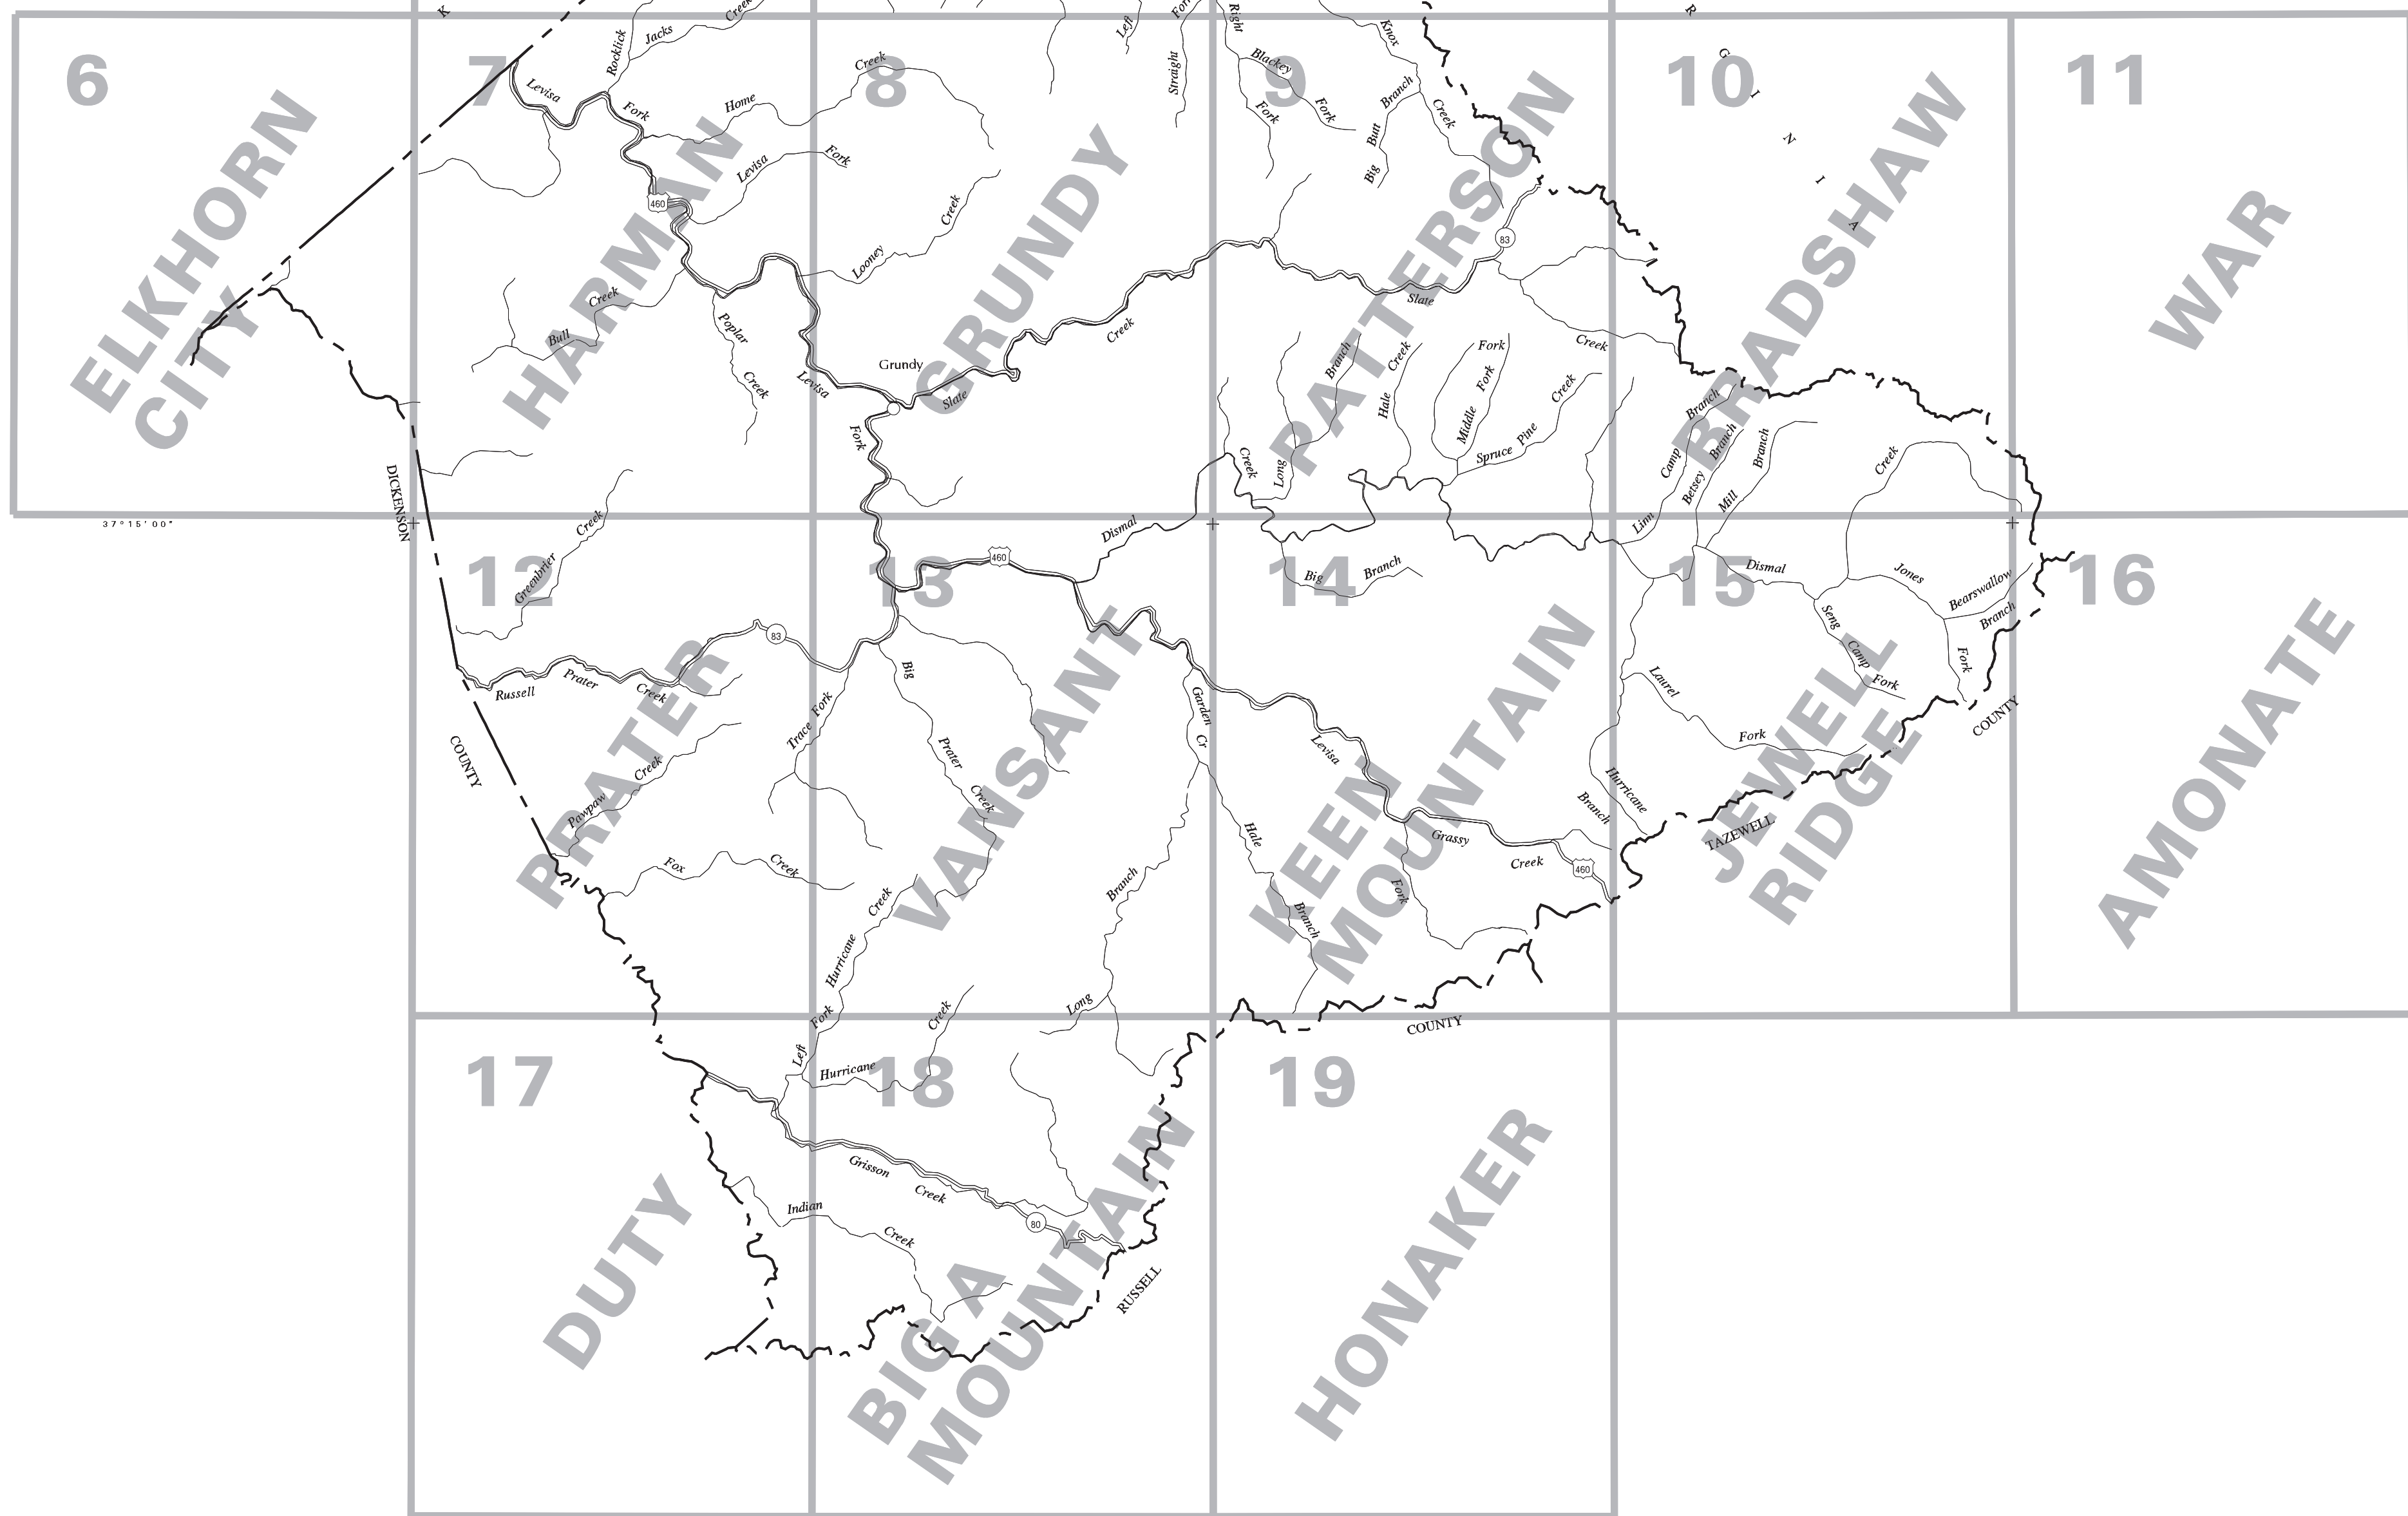 K
R
G
I
N
I
A
6
ELKHORN
CITY
7
HARMAN
8
GRUNDY
9
PATTERSON
10
BRADSHAW
11
WAR
Levisa
Fork
Rocklick
Jacks
Creek
Home
Creek
Levisa
Fork
460
Looney
Creek
Bull
Creek
Poplar
Creek
Levisa
Fork
Grundy
Slate
Creek
Left
Fork
Straight
Right
Blackey
Fork
Fork
Knox
Creek
Big
Butt
Branch
83
Slate
Creek
Creek
Long
Branch
Hale
Creek
Fork
Middle
Fork
Spruce
Pine
Creek
Linn
Camp
Branch
Betsey
Branch
Mill
Branch
Creek
DICKENSON
37°15' 00"
12
PRATER
13
VANSANT
14
KEEN
MOUNTAIN
15
JEWELL
RIDGE
16
AMONATE
Greenbrier
Creek
460
Dismal
Big
Branch
Dismal
Jones
Fork
Bearswallow
Branch
Seng
Camp
Fork
83
Russell
Prater
Creek
COUNTY
Trace
Fork
Big
Prater
Creek
Garden
Cr
Levisa
Fork
Laurel
Fork
Hurricane
Branch
COUNTY
TAZEWELL
Pawpaw
Creek
Fox
Creek
Hale
Branch
Grassy
Creek
460
Left
Fork
Hurricane
Creek
Long
Branch
COUNTY
17
DUTY
18
BIG A
MOUNTAIN
19
HONAKER
Hurricane
Creek
Grisson
Creek
80
Indian
Creek
RUSSELL